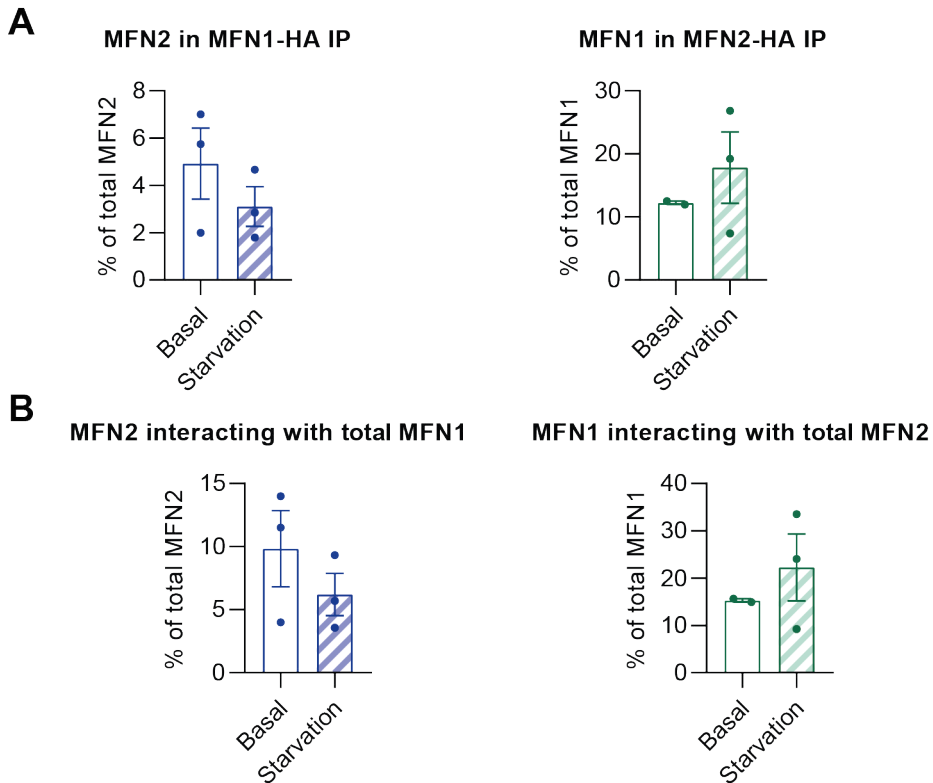 A
MFN2 in MFN1-HA IP
MFN1 in MFN2-HA IP
% of total MFN2
8
6
4
2
0
Basal
Starvation
% of total MFN1
30
20
10
0
Basal
Starvation
B
MFN2 interacting with total MFN1
MFN1 interacting with total MFN2
% of total MFN2
15
10
5
0
Basal
Starvation
% of total MFN1
40
30
20
10
0
Basal
Starvation